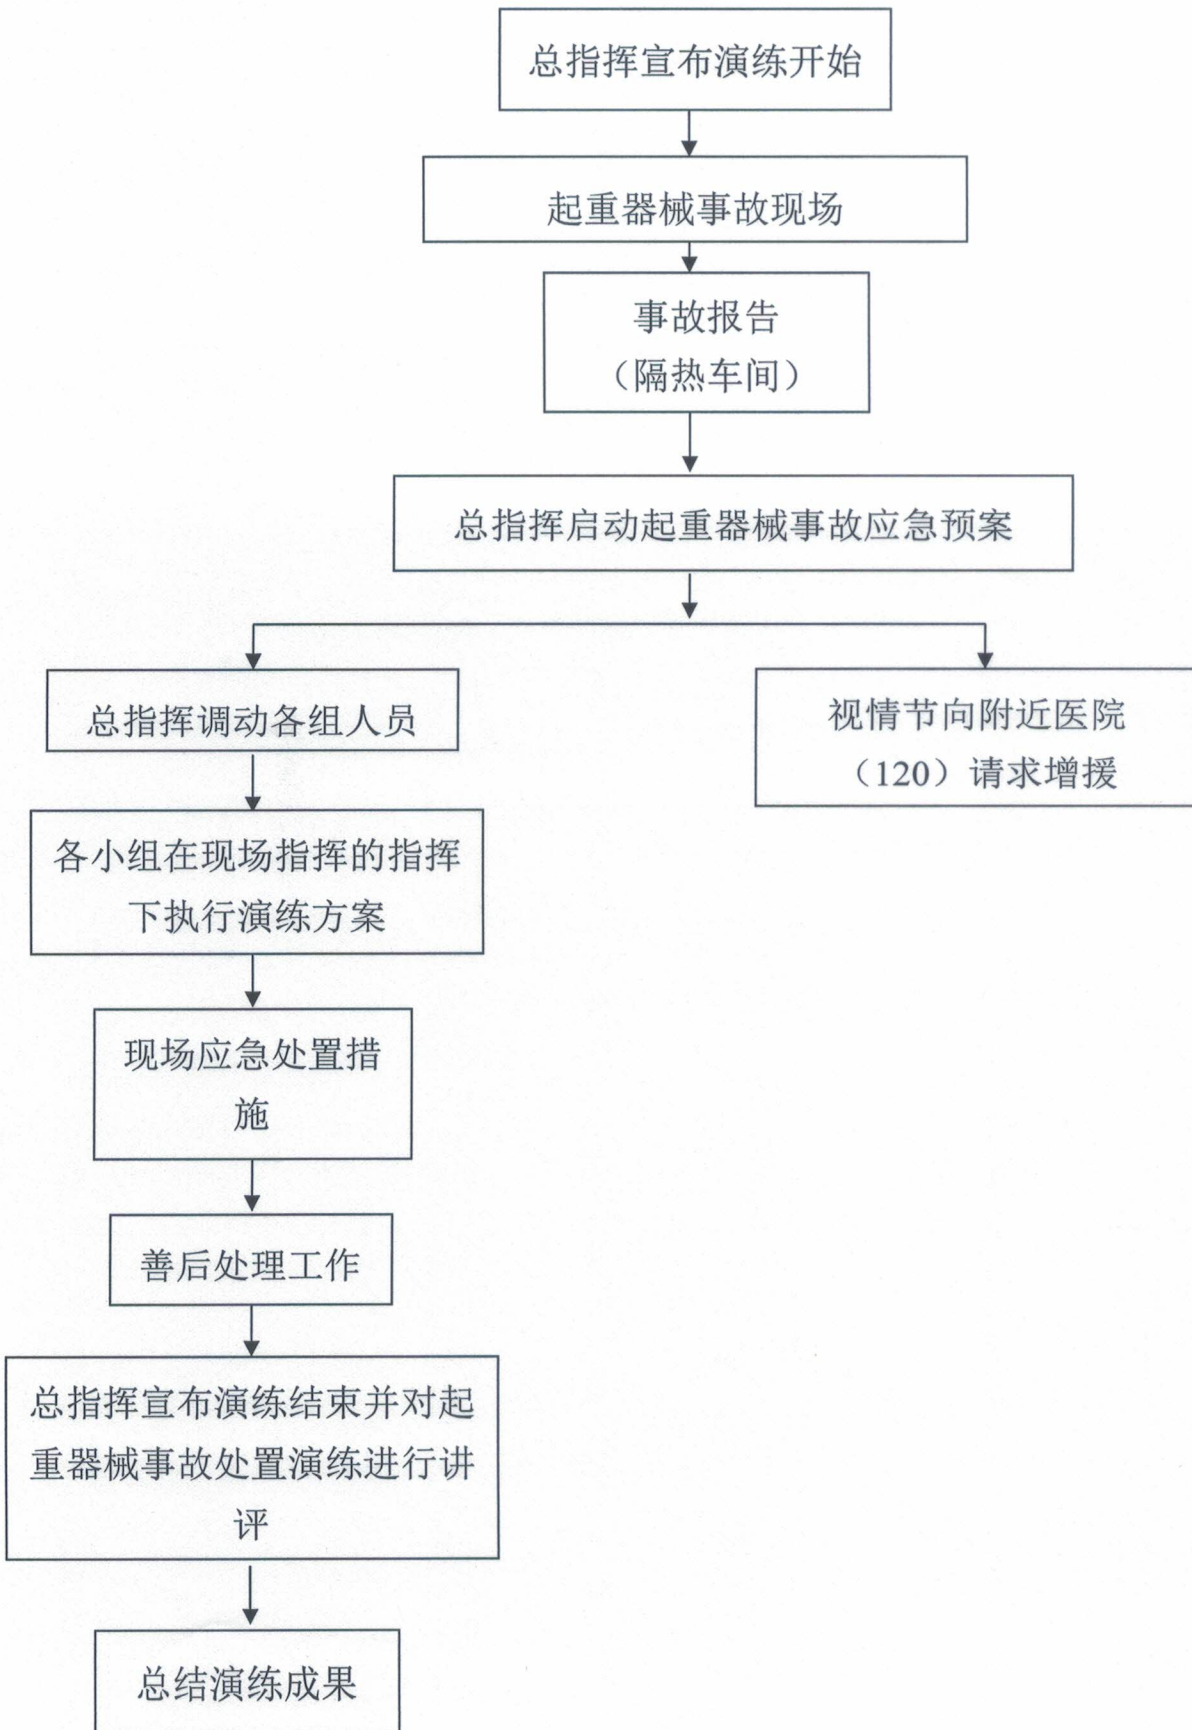 总指挥宣布演练开始
起重器械事故现场
事故报告
（隔热车间）
总指挥启动起重器械事故应急预案
总指挥调动各组人员
视情节向附近医院
（120）请求增援
各小组在现场指挥的指挥
下执行演练方案
现场应急处置措
施
善后处理工作
总指挥宣布演练结束并对起
重器械事故处置演练进行讲
评
总结演练成果